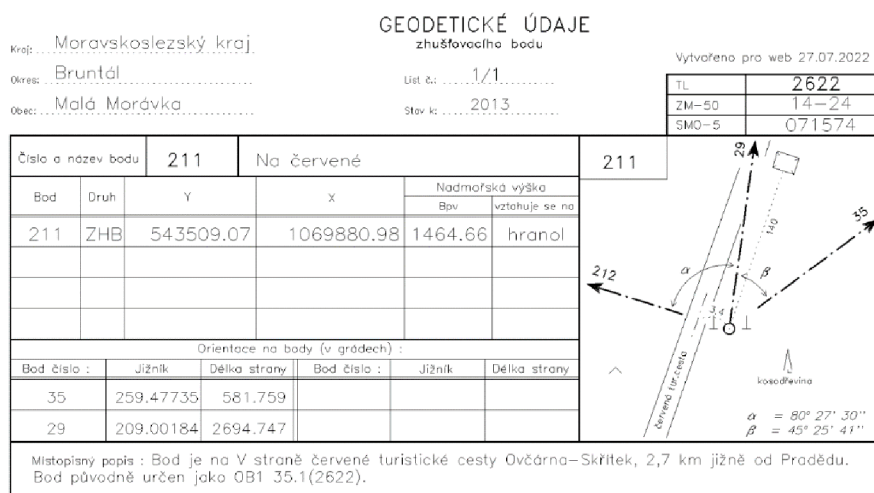 GEODETICKÉ ÚDAJE
zhušťovacího bodu
Kraj: Moravskoslezský kraj
Okres: Bruntál
Obec: Malá Morávka
List č.: 1/1
Stav k: 2013
Vytvořeno pro web 27.07.2022
TL 2622
ZM-50 14-24
SMO-5 071574
Číslo a název bodu 211 Na červené
Bod Druh Y X Nadmořská výška
Bpv vztahuje se na
211 ZHB 543509.07 1069880.98 1464.66 hranol
Orientace na body (v grádech) :
Bod číslo : Jižník Délka strany Bod číslo : Jižník Délka strany
35 259.47735 581.759
29 209.00184 2694.747
211
29
35
212
α
β
140
3,4
červená tur.cesta
kosodřevina
α = 80° 27' 30"
β = 45° 25' 41"
Místopisný popis : Bod je na V straně červené turistické cesty Ovčárna-Skřítek, 2,7 km jižně od Pradědu.
Bod původně určen jako OB1 35.1(2622).